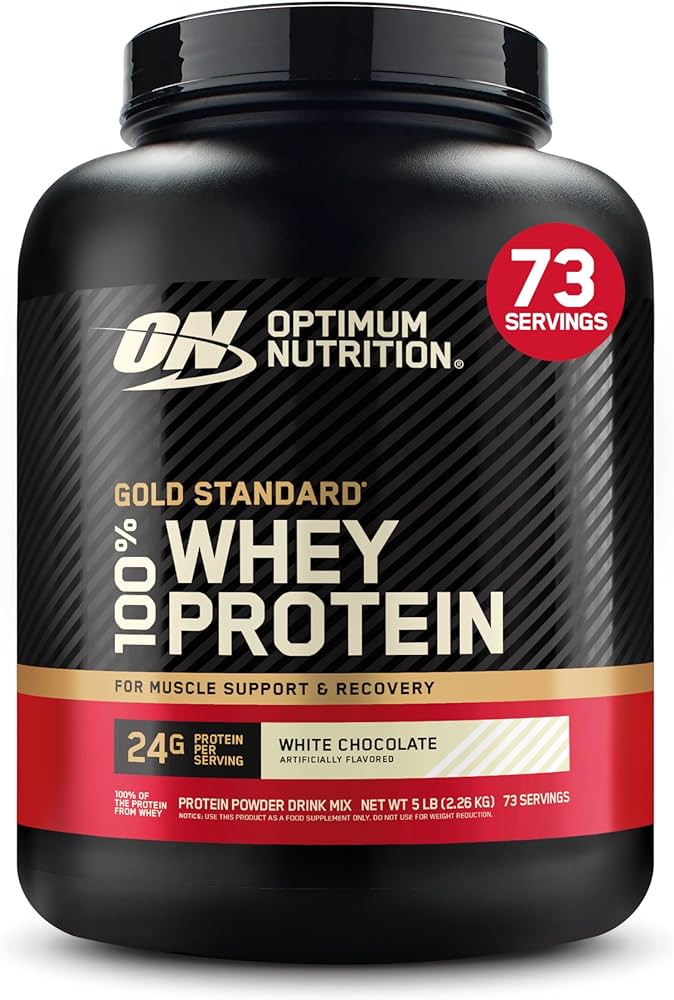 73
SERVINGS
ON OPTIMUM
NUTRITION®
GOLD STANDARD®
100% WHEY
PROTEIN
FOR MUSCLE SUPPORT & RECOVERY
24G PROTEIN
PER
SERVING
WHITE CHOCOLATE
ARTIFICIALLY FLAVORED
100% OF
THE PROTEIN
FROM WHEY
PROTEIN POWDER DRINK MIX NET WT 5 LB (2.26 KG) 73 SERVINGS
NOTICE: USE THIS PRODUCT AS A FOOD SUPPLEMENT ONLY. DO NOT USE FOR WEIGHT REDUCTION.